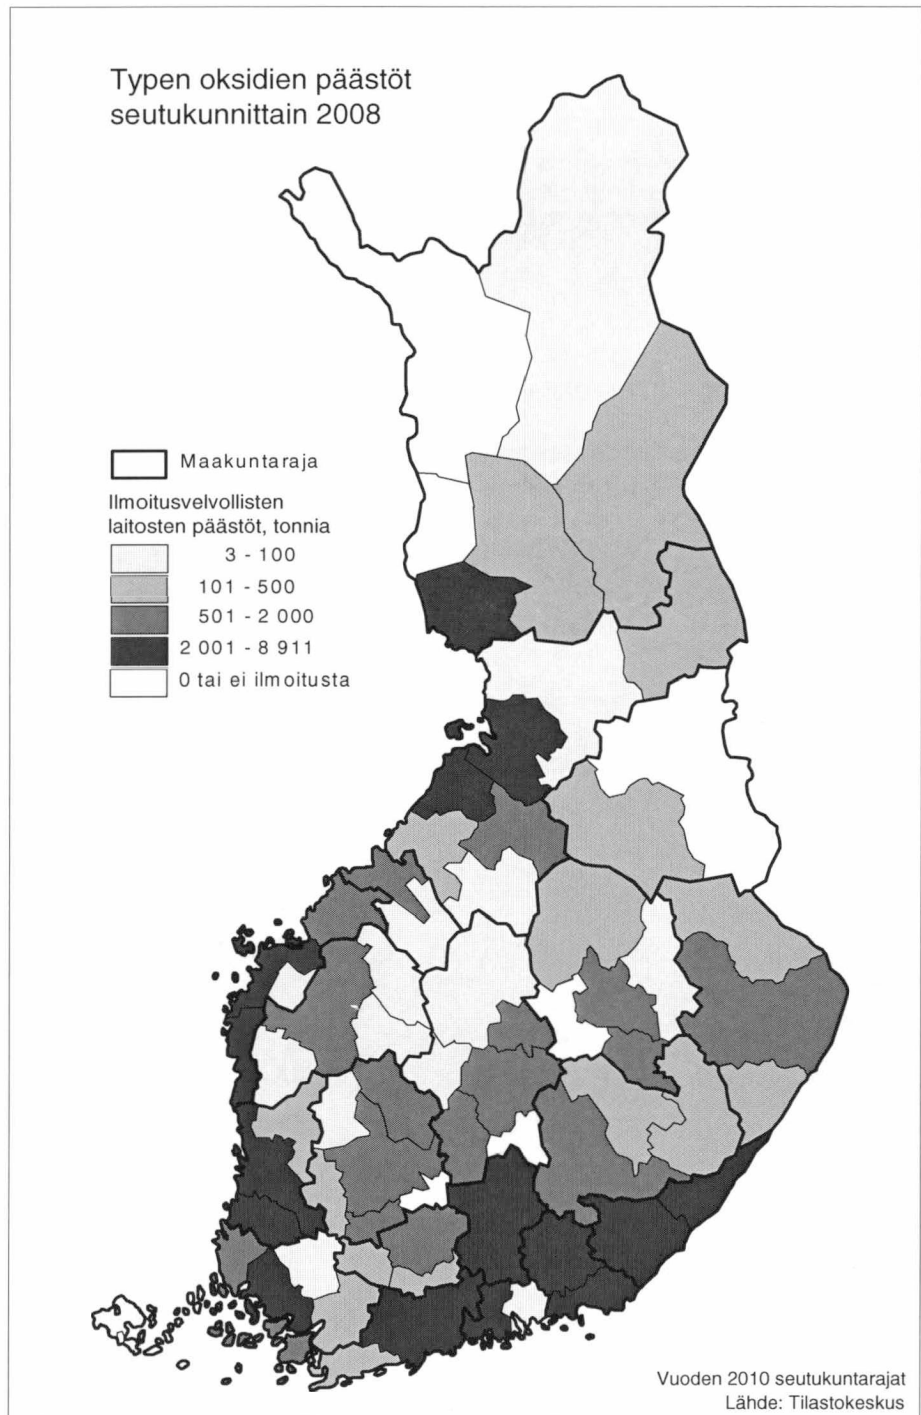 Typen oksidien päästöt
seutukunnittain 2008
Maakuntaraja
Ilmoitusvelvollisten
laitosten päästöt, tonnia
3 - 100
101 - 500
501 - 2 000
2 001 - 8 911
0 tai ei ilmoitusta
Vuoden 2010 seutukuntarajat
Lähde: Tilastokeskus